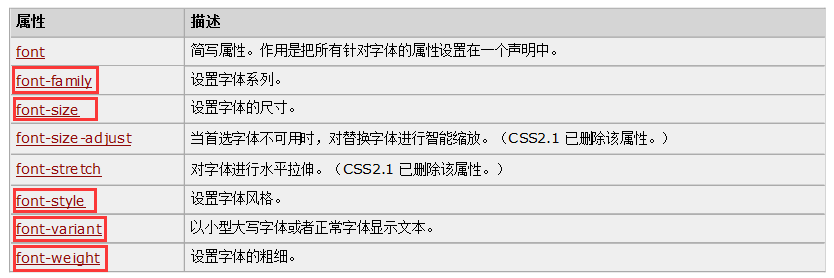 属性 描述
font 简写属性。作用是把所有针对字体的属性设置在一个声明中。
font-family 设置字体系列。
font-size 设置字体的尺寸。
font-size-adjust 当首选字体不可用时，对替换字体进行智能缩放。（CSS2.1 已删除该属性。）
font-stretch 对字体进行水平拉伸。（CSS2.1 已删除该属性。）
font-style 设置字体风格。
font-variant 以小型大写字体或者正常字体显示文本。
font-weight 设置字体的粗细。